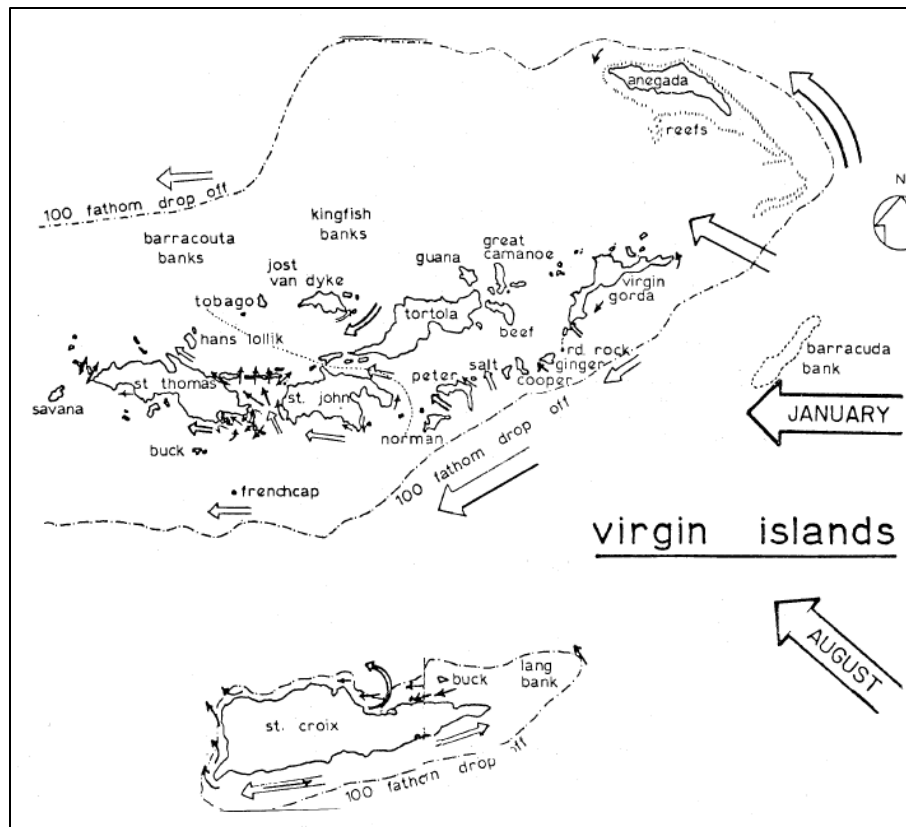 anegada
reefs
N
100 fathom drop off
barracouta
banks
kingfish
banks
jost
van dyke
tobago
hans lollik
guana
great
camanoe
tortola
beef
virgin
gorda
rd. rock
ginger
cooper
salt
peter
norman
st. john
st thomas
savana
buck
frenchcap
100 fathom drop off
barracuda
bank
JANUARY
virgin islands
AUGUST
lang
bank
buck
st. croix
100 fathom drop off